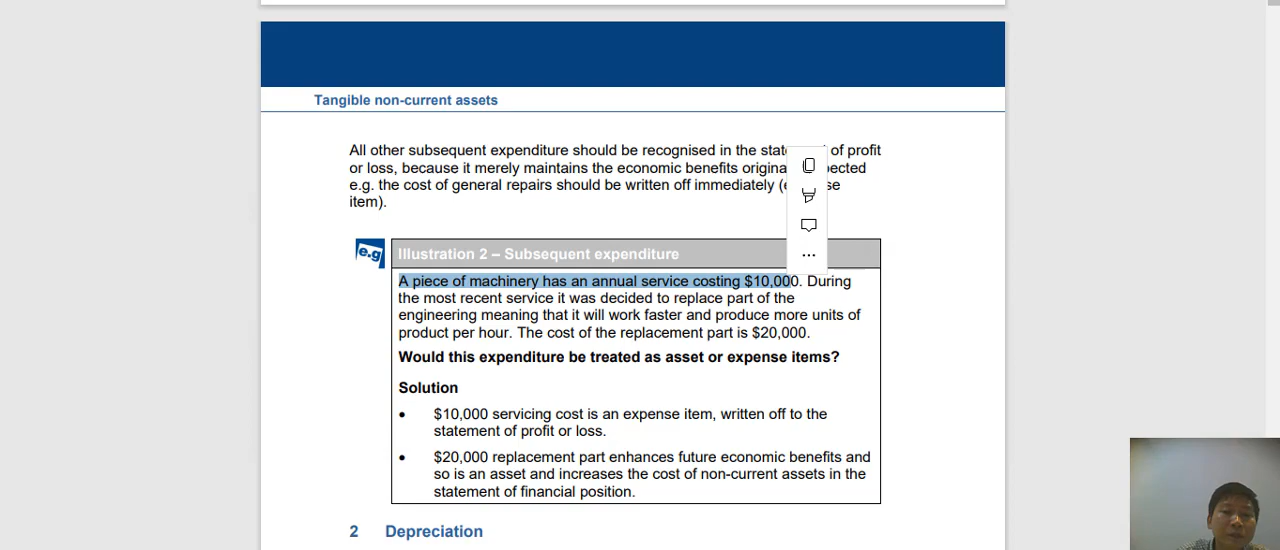 Tangible non-current assets
All other subsequent expenditure should be recognised in the of profit
or loss, because it merely maintains the economic benefits
e.g. the cost of general repairs should be written off immediately
item).
e.g
Illustration 2 – Subsequent expenditure
A piece of machinery has an annual service costing $10,000. During
the most recent service it was decided to replace part of the
engineering meaning that it will work faster and produce more units of
product per hour. The cost of the replacement part is $20,000.
Would this expenditure be treated as asset or expense items?
Solution
• $10,000 servicing cost is an expense item, written off to the
statement of profit or loss.
• $20,000 replacement part enhances future economic benefits and
so is an asset and increases the cost of non-current assets in the
statement of financial position.
2 Depreciation